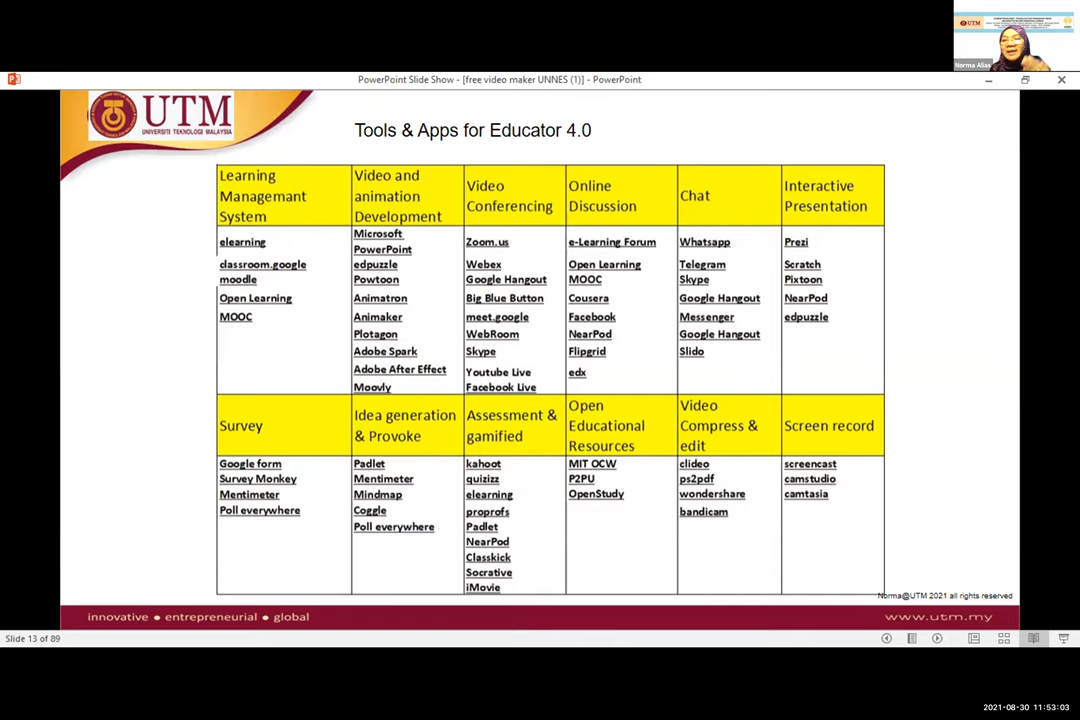 UTM
Norma Alias
PowerPoint Slide Show - [free video maker UNNES (1)] - PowerPoint
UTM
UNIVERSITI TEKNOLOGI MALAYSIA
Tools & Apps for Educator 4.0
Learning
Managemant
System
Video and
animation
Development
Video
Conferencing
Online
Discussion
Chat
Interactive
Presentation
elearning
classroom.google
moodle
Open Learning
MOOC
Microsoft
PowerPoint
edpuzzle
Powtoon
Animatron
Animaker
Plotagon
Adobe Spark
Adobe After Effect
Moovly
Zoom.us
Webex
Google Hangout
Big Blue Button
meet.google
WebRoom
Skype
Youtube Live
Facebook Live
e-Learning Forum
Open Learning
MOOC
Cousera
Facebook
NearPod
Flipgrid
edx
Whatsapp
Telegram
Skype
Google Hangout
Messenger
Google Hangout
Slido
Prezi
Scratch
Pixtoon
NearPod
edpuzzle
Survey
Idea generation
& Provoke
Assessment &
gamified
Open
Educational
Resources
Video
Compress &
edit
Screen record
Google form
Survey Monkey
Mentimeter
Poll everywhere
Padlet
Mentimeter
Mindmap
Coggle
Poll everywhere
kahoot
quizizz
elearning
proprofs
Padlet
NearPod
Classkick
Socrative
iMovie
MIT OCW
P2PU
OpenStudy
clideo
ps2pdf
wondershare
bandicam
screencast
camstudio
camtasia
Norma@UTM 2021 all rights reserved
innovative ● entrepreneurial ● global
www.utm.my
Slide 13 of 89
2021-08-30 11:53:03